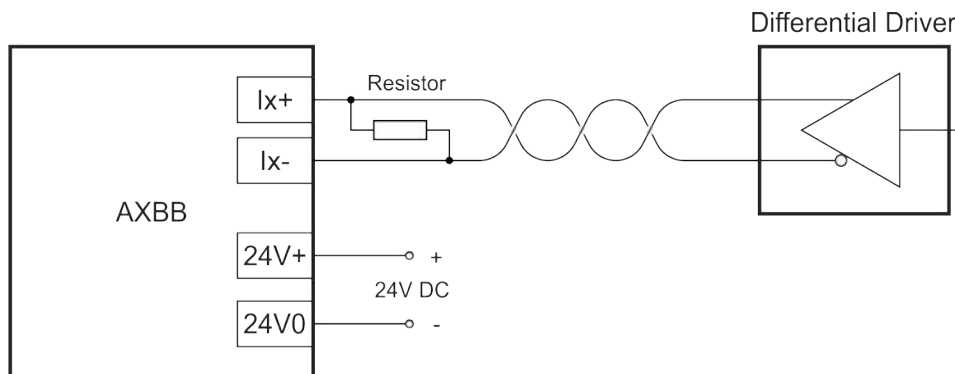 Differential Driver
Resistor
Ix+
Ix-
AXBB
24V+
+
24V DC
24V0
-